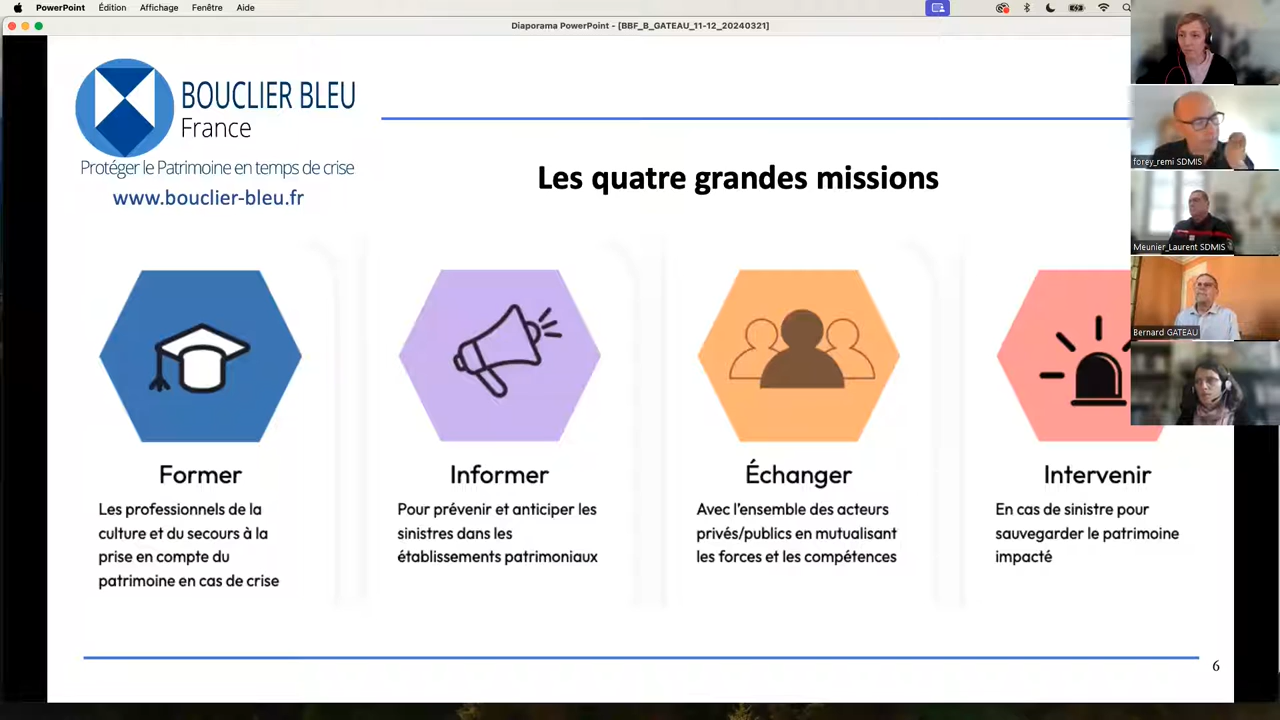 PowerPoint Édition Affichage Fenêtre Aide
Diaporama PowerPoint - [BBF_B_GATEAU_11-12_20240321]
BOUCLIER BLEU
France
Protéger le Patrimoine en temps de crise
www.bouclier-bleu.fr
Les quatre grandes missions
forey_remi SDMIS
Meunier_Laurent SDMIS
Bernard GATEAU
Former
Les professionnels de la
culture et du secours à la
prise en compte du
patrimoine en cas de crise
Informer
Pour prévenir et anticiper les
sinistres dans les
établissements patrimoniaux
Échanger
Avec l'ensemble des acteurs
privés/publics en mutualisant
les forces et les compétences
Intervenir
En cas de sinistre pour
sauvegarder le patrimoine
impacté
6